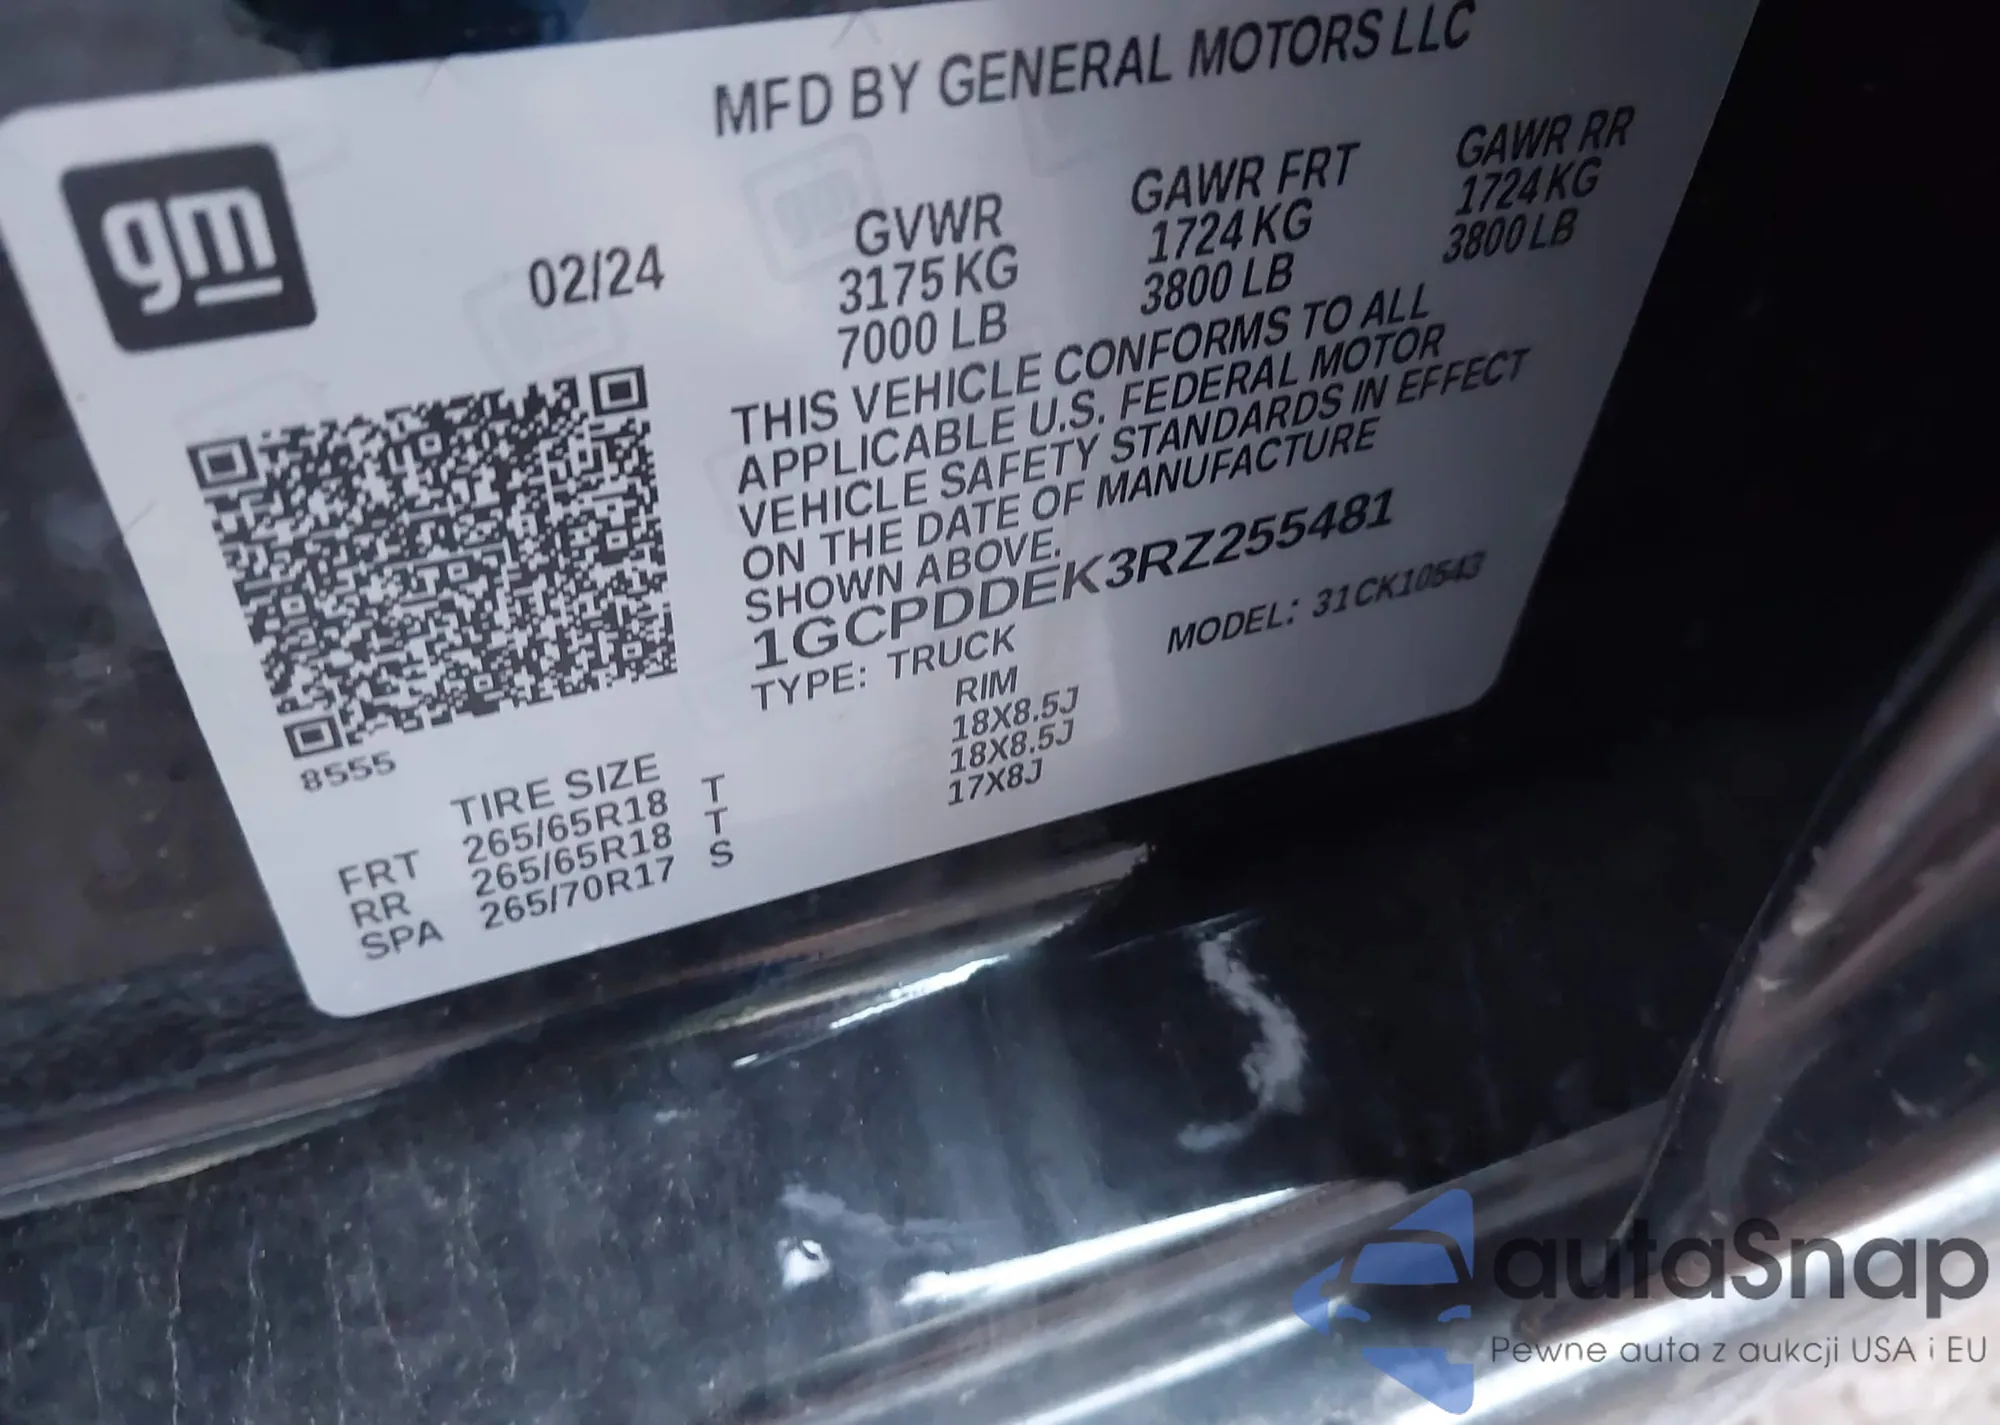 MFD BY GENERAL MOTORS LLC
gm
02/24
GVWR GAWR FRT GAWR RR
3175 KG 1724 KG 1724 KG
7000 LB 3800 LB 3800 LB
THIS VEHICLE CONFORMS TO ALL
APPLICABLE U.S. FEDERAL MOTOR
VEHICLE SAFETY STANDARDS IN EFFECT
ON THE DATE OF MANUFACTURE
SHOWN ABOVE.
1GCPDDEK3RZ255481
TYPE: TRUCK MODEL: 31CK10543
8555
TIRE SIZE RIM
FRT 265/65R18 T 18X8.5J
RR 265/65R18 T 18X8.5J
SPA 265/70R17 S 17X8J
autaSnap
Pewne auta z aukcji USA i EU